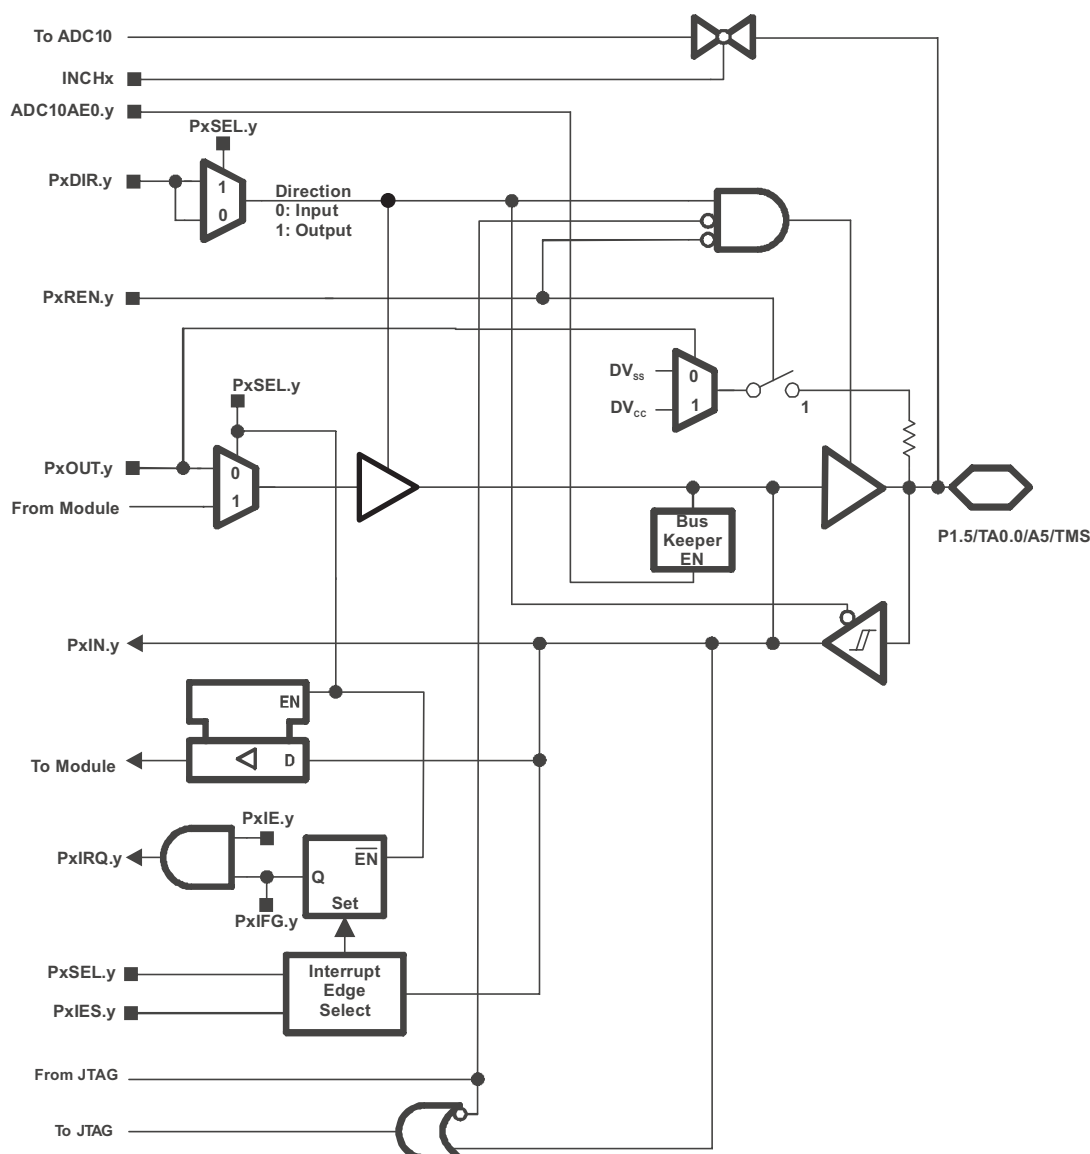 To ADC10
INCHx
ADC10AE0.y
PxSEL.y
PxDIR.y
1
0
Direction
0: Input
1: Output
PxREN.y
DVss
0
DVcc
1
1
PxSEL.y
PxOUT.y
0
From Module
1
Bus
Keeper
EN
P1.5/TA0.0/A5/TMS
PxIN.y
EN
To Module
D
PxIE.y
PxIRQ.y
EN
Q
Set
PxIFG.y
PxSEL.y
Interrupt
Edge
Select
PxIES.y
From JTAG
To JTAG